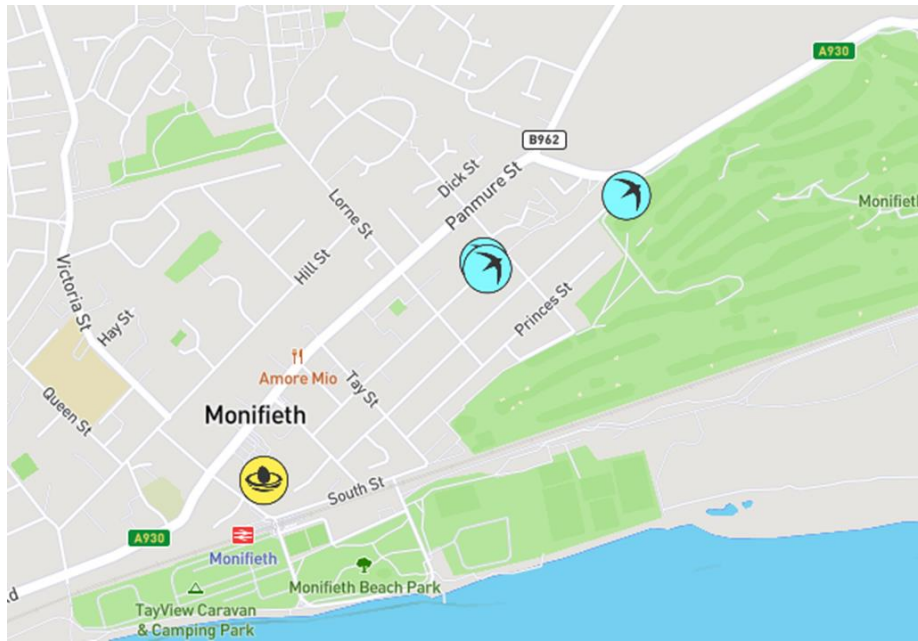 A930
B962
Dick St
Panmure St
Lorne St
Monifieth
Hill St
Victoria St
Hay St
Princes St
Amore Mio
Tay St
Queen St
Monifieth
South St
A930
Monifieth
Monifieth Beach Park
TayView Caravan
& Camping Park